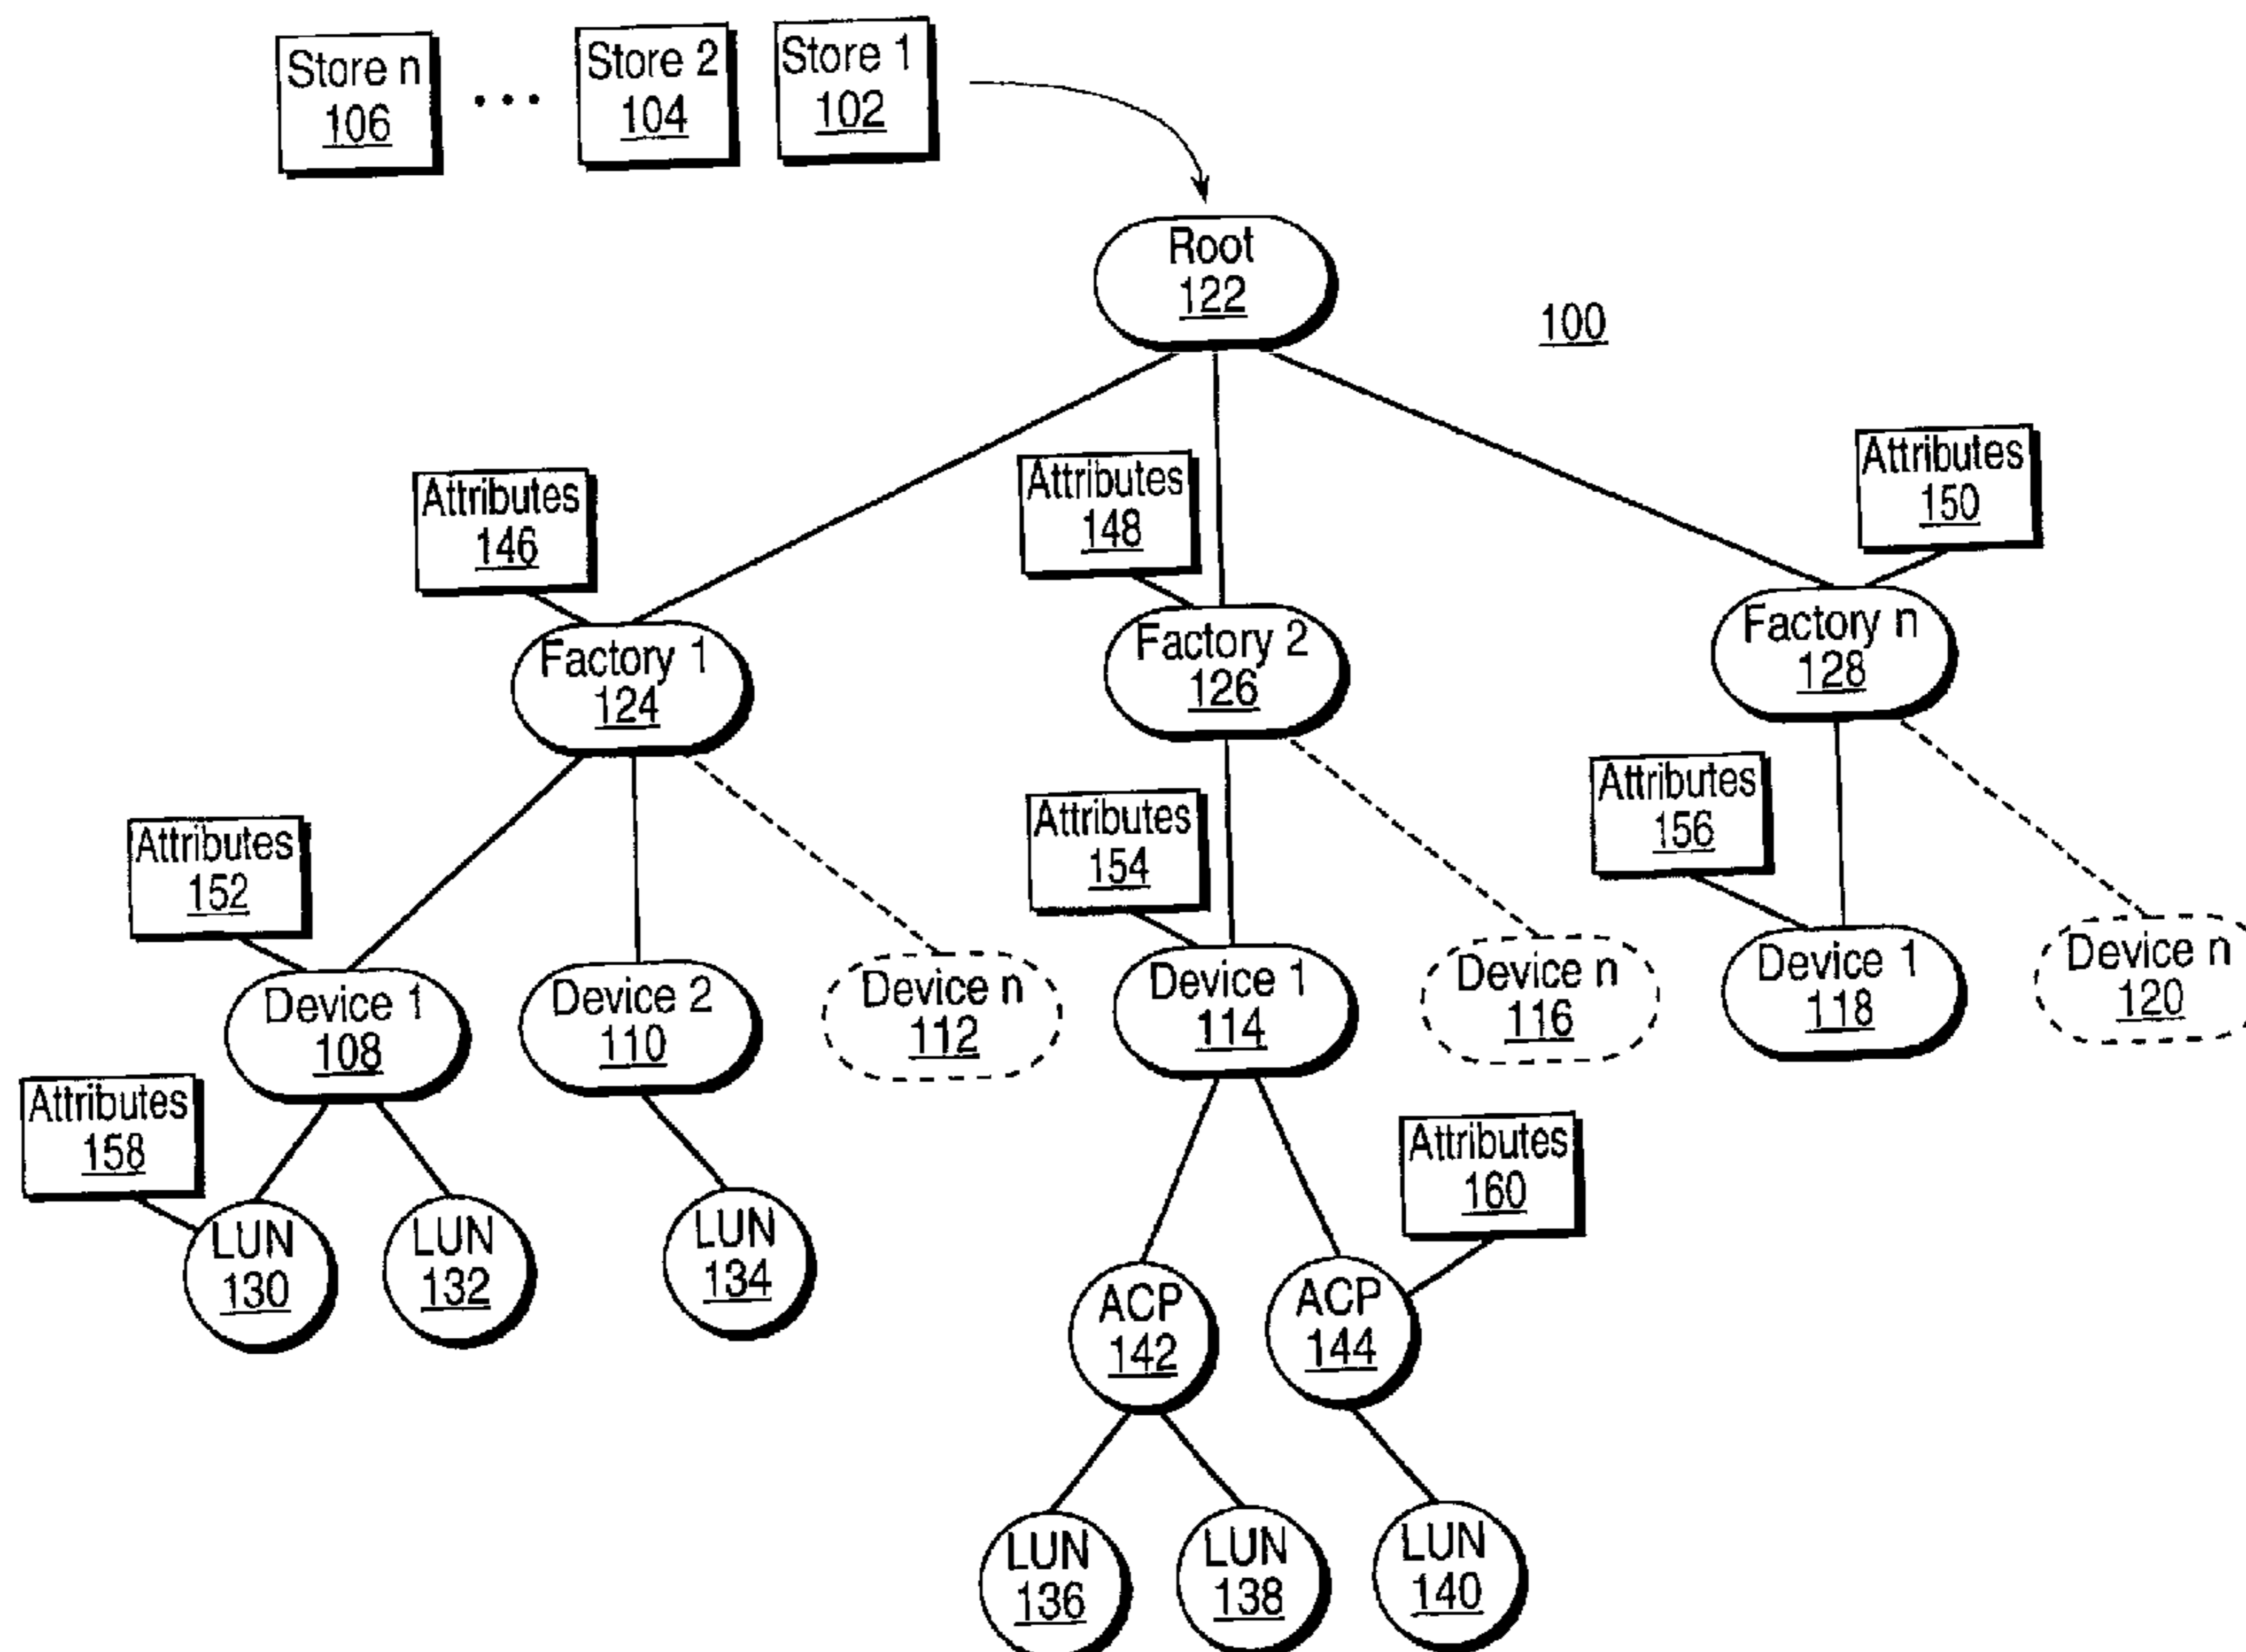 Store n
106
...
Store 2
104
Store 1
102
Root
122
100
Attributes
146
Attributes
148
Attributes
150
Factory 1
124
Factory 2
126
Factory n
128
Attributes
152
Attributes
154
Attributes
156
Device 1
108
Device 2
110
Device n
112
Device 1
114
Device n
116
Device 1
118
Device n
120
Attributes
158
Attributes
160
LUN
130
LUN
132
LUN
134
ACP
142
ACP
144
LUN
136
LUN
138
LUN
140